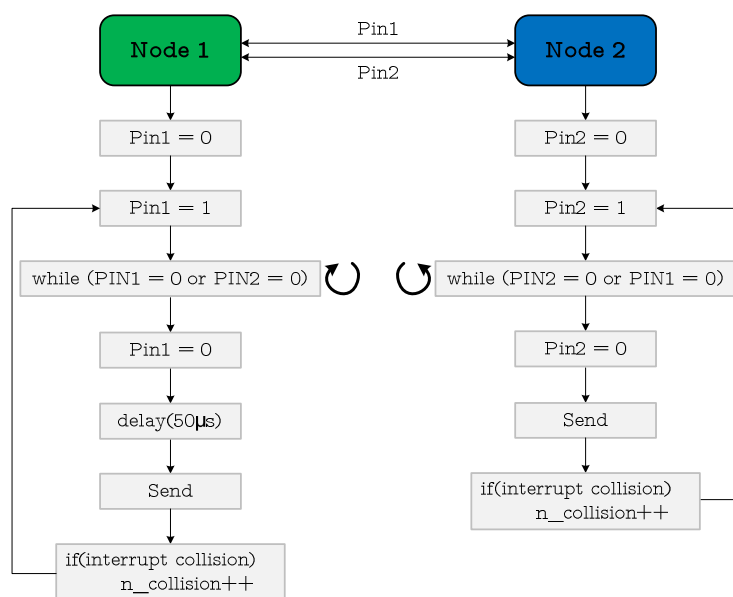 Node 1
Pin1
Pin2
Node 2
Pin1 = 0
Pin1 = 1
while (PIN1 = 0 or PIN2 = 0)
Pin1 = 0
delay(50µs)
Send
if(interrupt collision)
n_collision++
Pin2 = 0
Pin2 = 1
while (PIN2 = 0 or PIN1 = 0)
Pin2 = 0
Send
if(interrupt collision)
n_collision++